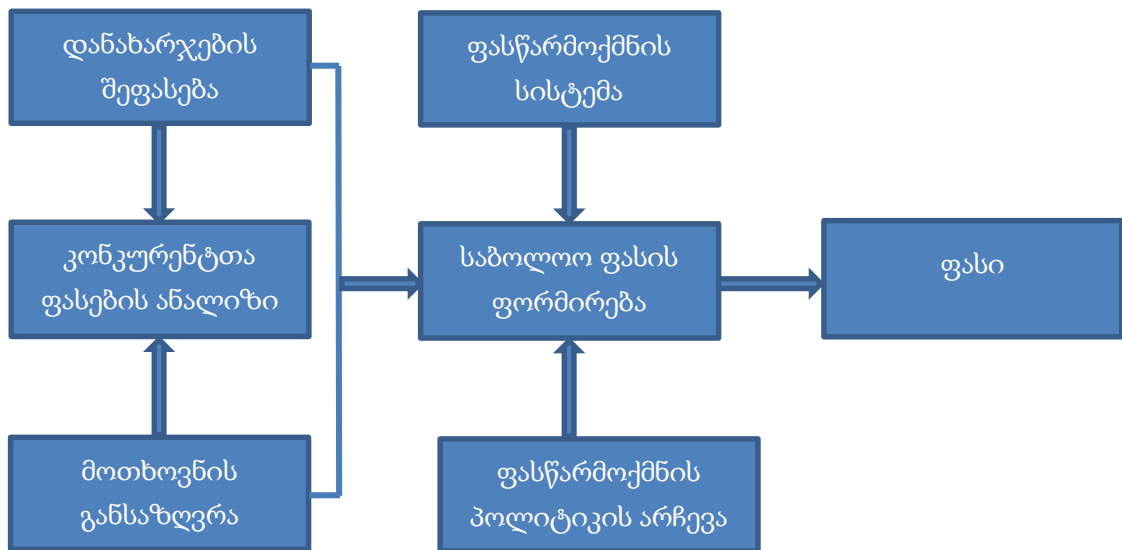 დანახარჯების
შეფასება
ფასწარმოქმნის
სისტემა
კონკურენტთა
ფასების ანალიზი
საბოლოო ფასის
ფორმირება
ფასი
მოთხოვნის
განსაზღვრა
ფასწარმოქმნის
პოლიტიკის არჩევა